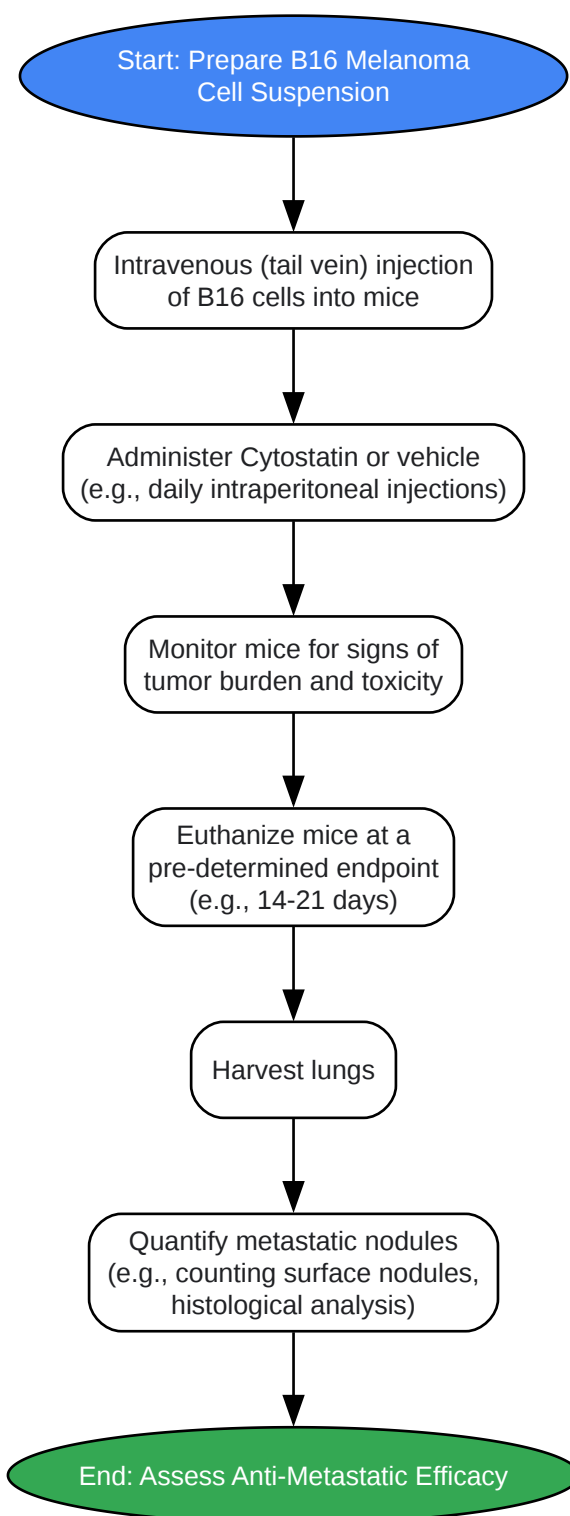 Start: Prepare B16 Melanoma
Cell Suspension
Intravenous (tail vein) injection
of B16 cells into mice
Administer Cytostatin or vehicle
(e.g., daily intraperitoneal injections)
Monitor mice for signs of
tumor burden and toxicity
Euthanize mice at a
pre-determined endpoint
(e.g., 14-21 days)
Harvest lungs
Quantify metastatic nodules
(e.g., counting surface nodules,
histological analysis)
End: Assess Anti-Metastatic Efficacy